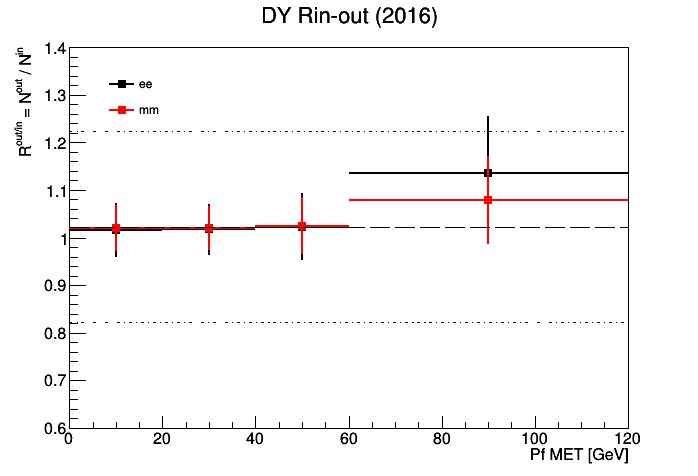 DY Rin-out (2016)
R^out/in = N^out / N^in
1.4
1.3
1.2
1.1
1
0.9
0.8
0.7
0.6
ee
mm
0 20 40 60 80 100 120
Pf MET [GeV]